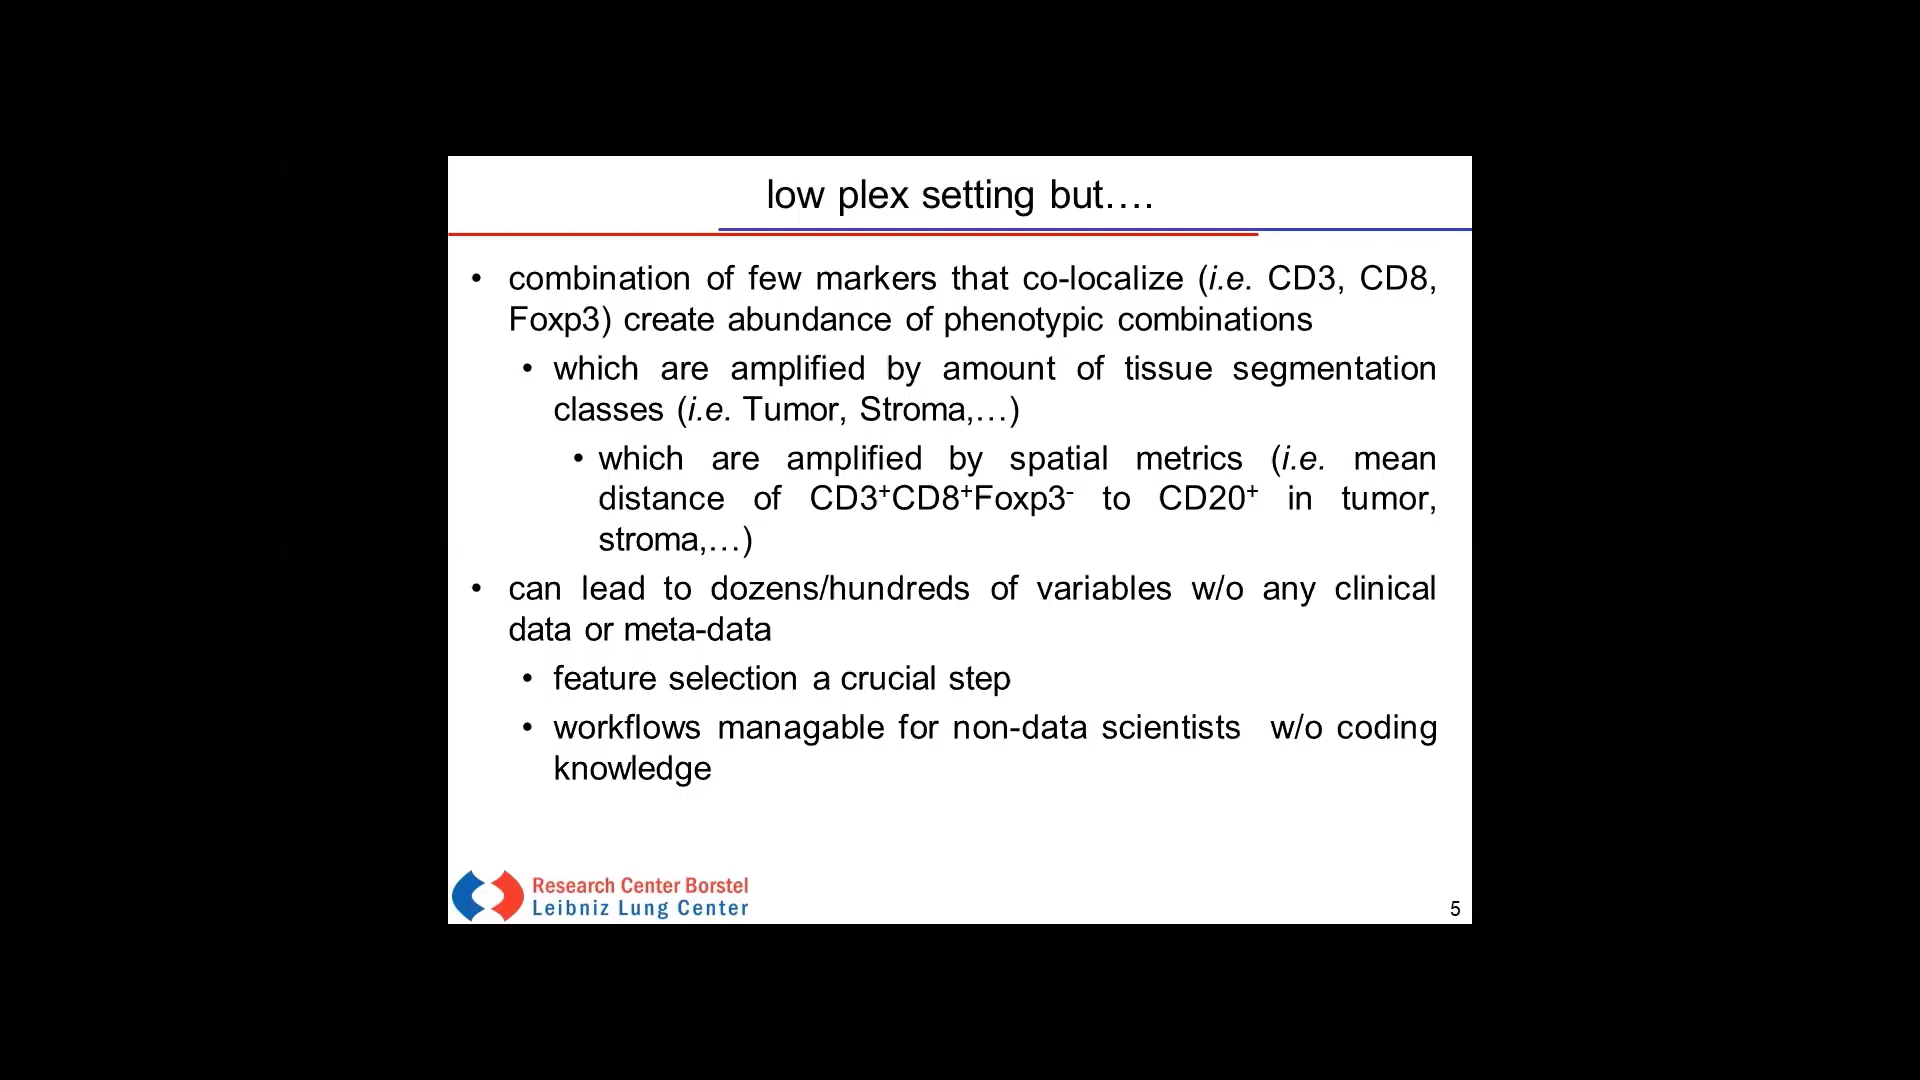 low plex setting but….
• combination of few markers that co-localize (i.e. CD3, CD8,
Foxp3) create abundance of phenotypic combinations
• which are amplified by amount of tissue segmentation
classes (i.e. Tumor, Stroma,…)
• which are amplified by spatial metrics (i.e. mean
distance of CD3⁺CD8⁺Foxp3⁻ to CD20⁺ in tumor,
stroma,…)
• can lead to dozens/hundreds of variables w/o any clinical
data or meta-data
• feature selection a crucial step
• workflows managable for non-data scientists w/o coding
knowledge
Research Center Borstel
Leibniz Lung Center
5